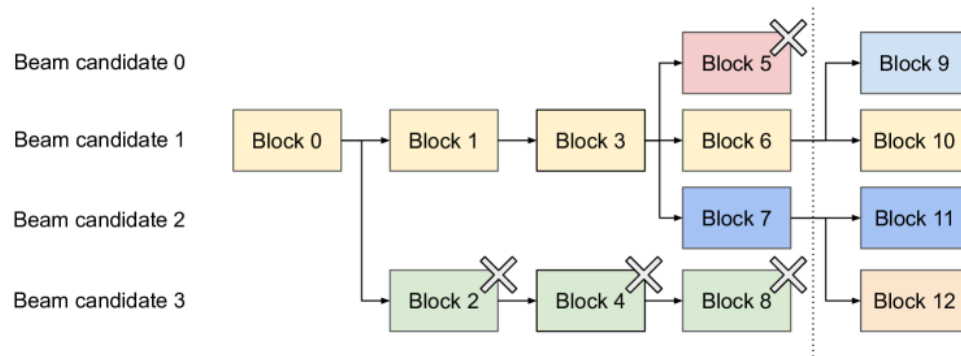 Beam candidate 0
Block 5
Block 9
Beam candidate 1
Block 0
Block 1
Block 3
Block 6
Block 10
Beam candidate 2
Block 7
Block 11
Beam candidate 3
Block 2
Block 4
Block 8
Block 12